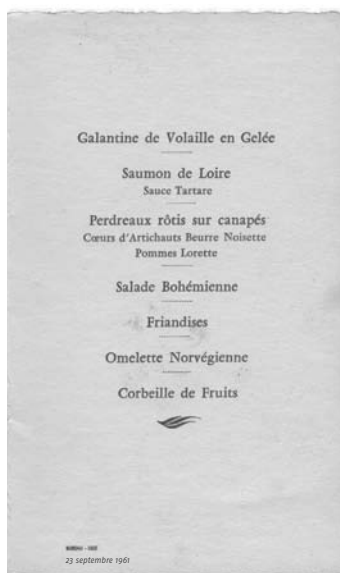 Galantine de Volaille en Gelée
Saumon de Loire
Sauce Tartare
Perdreaux rôtis sur canapés
Cœurs d'Artichauts Beurre Noisette
Pommes Lorette
Salade Bohémienne
Friandises
Omelette Norvégienne
Corbeille de Fruits
23 septembre 1961